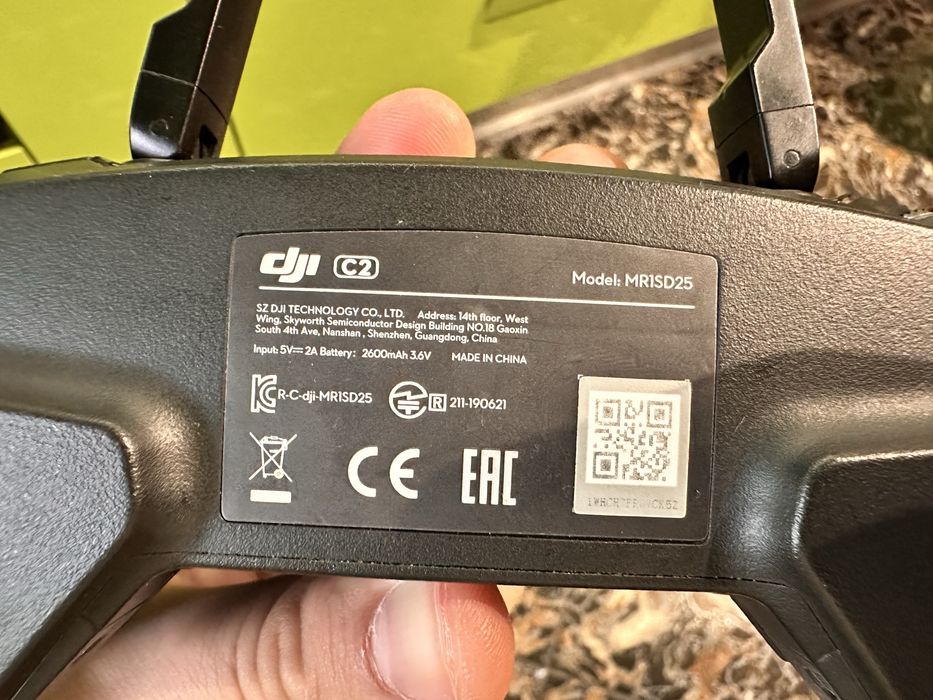 dji C2
Model: MR1SD25
SZ DJI TECHNOLOGY CO., LTD. Address: 14th floor, West
Wing, Skyworth Semiconductor Design Building NO.18 Gaoxin
South 4th Ave, Nanshan , Shenzhen, Guangdong, China
Input: 5V⎓2A Battery: 2600mAh 3.6V MADE IN CHINA
R-C-dji-MR1SD25
R 211-190621
CE EAC